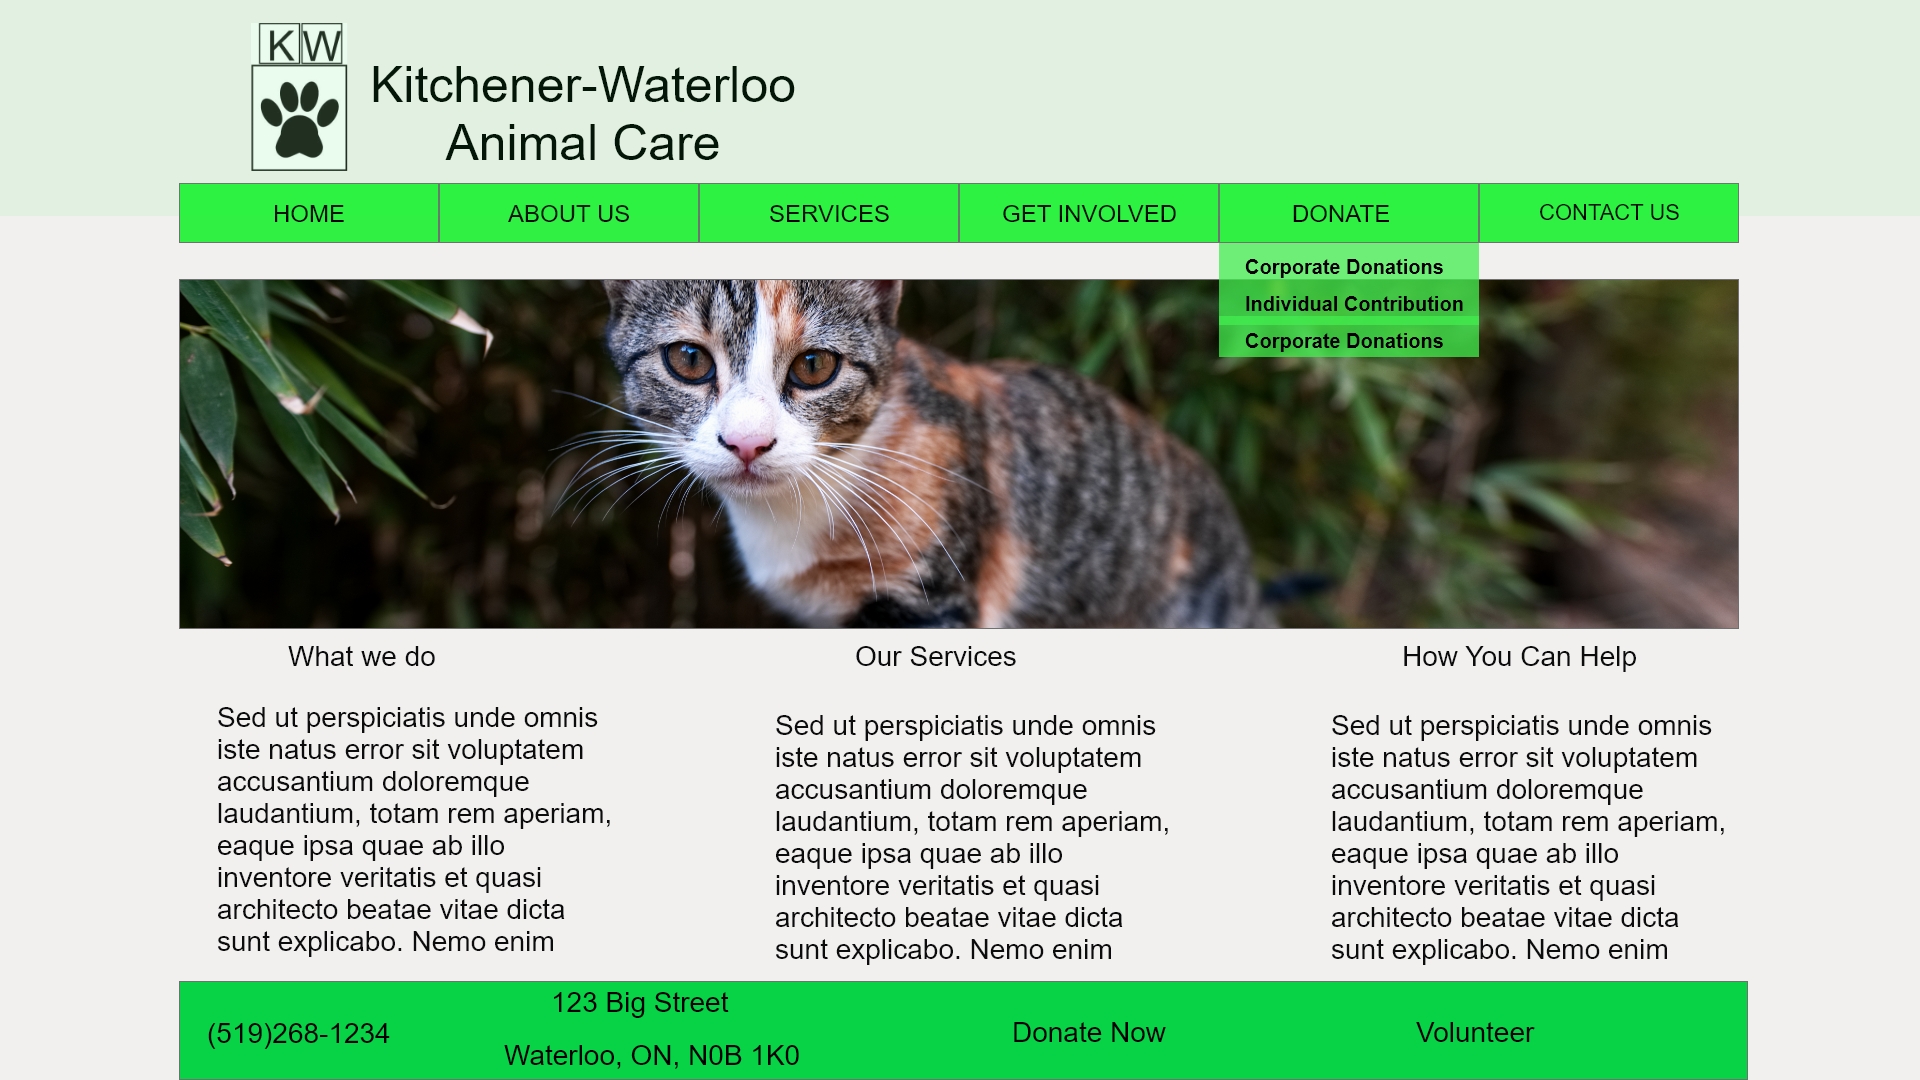 KW
Kitchener-Waterloo
Animal Care
HOME
ABOUT US
SERVICES
GET INVOLVED
DONATE
CONTACT US
Corporate Donations
Individual Contribution
Corporate Donations
What we do
Sed ut perspiciatis unde omnis
iste natus error sit voluptatem
accusantium doloremque
laudantium, totam rem aperiam,
eaque ipsa quae ab illo
inventore veritatis et quasi
architecto beatae vitae dicta
sunt explicabo. Nemo enim
Our Services
Sed ut perspiciatis unde omnis
iste natus error sit voluptatem
accusantium doloremque
laudantium, totam rem aperiam,
eaque ipsa quae ab illo
inventore veritatis et quasi
architecto beatae vitae dicta
sunt explicabo. Nemo enim
How You Can Help
Sed ut perspiciatis unde omnis
iste natus error sit voluptatem
accusantium doloremque
laudantium, totam rem aperiam,
eaque ipsa quae ab illo
inventore veritatis et quasi
architecto beatae vitae dicta
sunt explicabo. Nemo enim
(519)268-1234
123 Big Street
Waterloo, ON, N0B 1K0
Donate Now
Volunteer